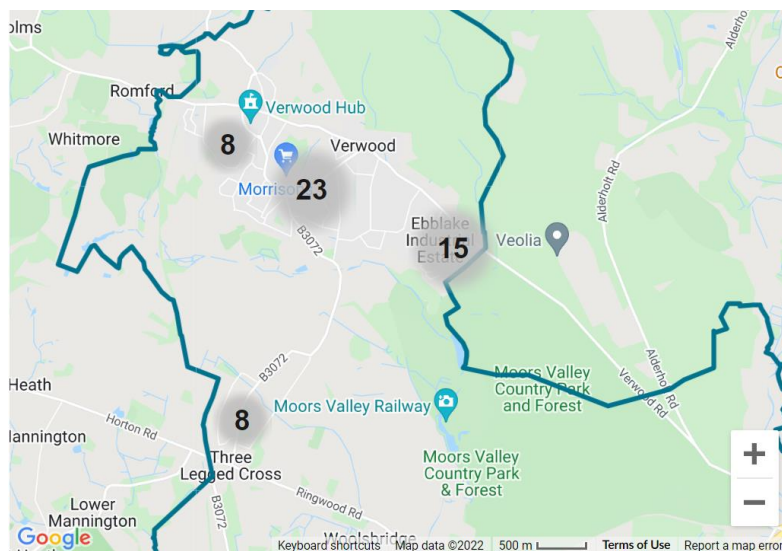 olms
Romford
Verwood Hub
Whitmore
8
Verwood
Morriso
23
Ebblake
Industrial
Estate
15
Veolia
Alderholt Rd
B3072
B3072
Moors Valley
Country Park
and Forest
Alderholt Rd
Verwood Rd
Heath
Moors Valley Railway
8
Horton Rd
Mannington
Three
Legged Cross
Moors Valley
Country Park
& Forest
Ringwood Rd
Lower
Mannington
B3072
Woolsbridge
+
−
Google
Keyboard shortcuts
Map data ©2022
500 m
Terms of Use
Report a map error